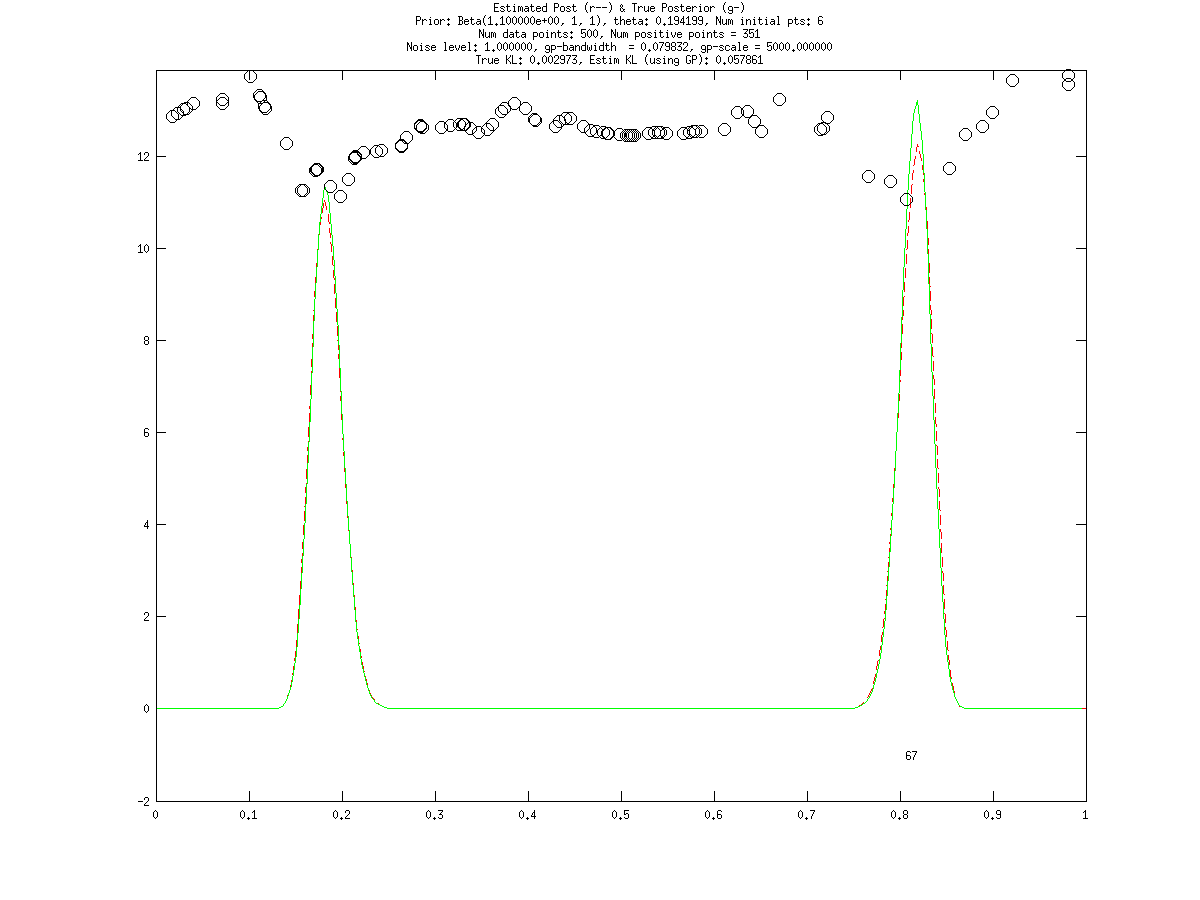 Estimated Post (r--) & True Posterior (g-)
Prior: Beta(1.100000e+00, 1, 1), theta: 0.194199, Num initial pts: 6
Num data points: 500, Num positive points = 351
Noise level: 1.000000, gp-bandwidth  = 0.079832, gp-scale = 5000.000000
True KL: 0.002973, Estim KL (using GP): 0.057861
12
10
8
6
4
2
0
67
-2
0 0.1 0.2 0.3 0.4 0.5 0.6 0.7 0.8 0.9 1